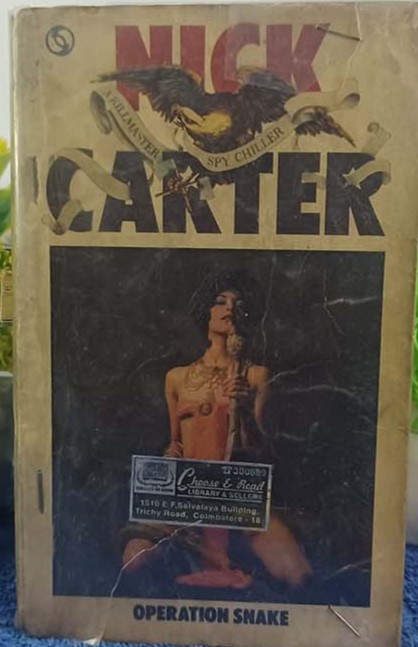 NICK
A KILLMASTER
SPY CHILLER
CARTER
Choose & Read
LIBRARY & SELLERS
1510 E F, Salvalaya Building,
Trichy Road, Coimbatore - 18
OPERATION SNAKE